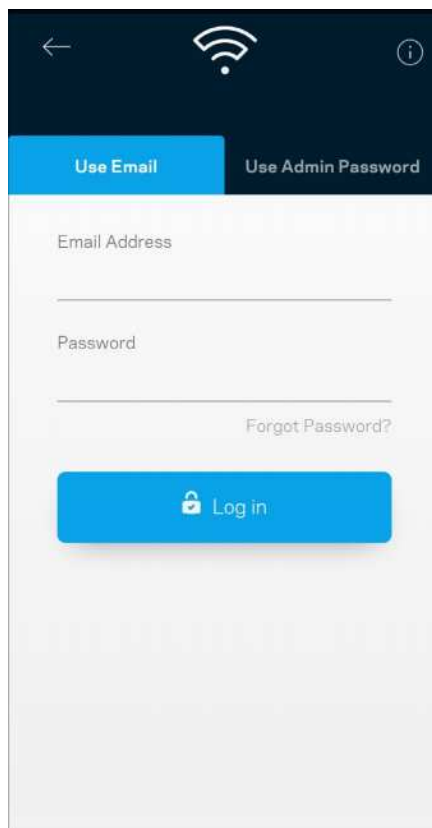 Use Email
Use Admin Password
Email Address
Password
Forgot Password?
Log in